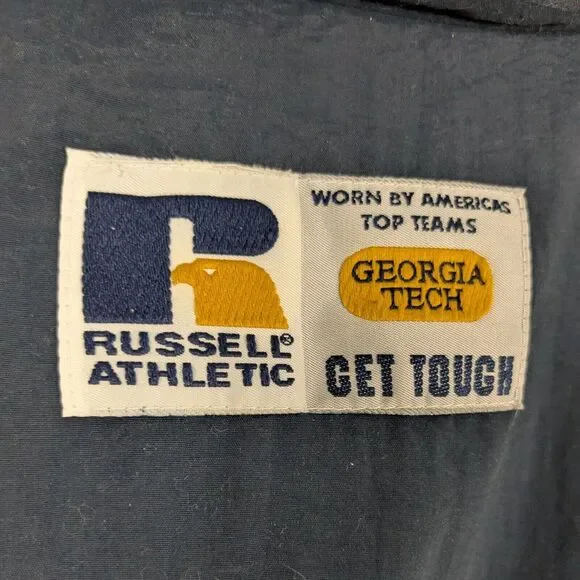 RUSSELL®
ATHLETIC
WORN BY AMERICAS
TOP TEAMS
GEORGIA
TECH
GET TOUGH